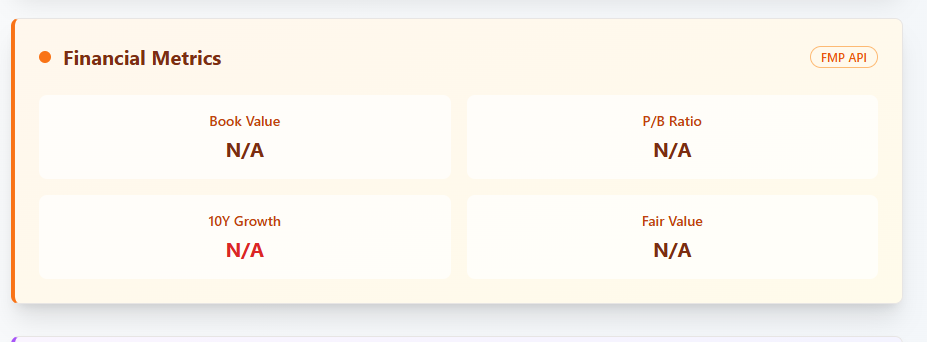 Financial Metrics
FMP API
Book Value
N/A
P/B Ratio
N/A
10Y Growth
N/A
Fair Value
N/A